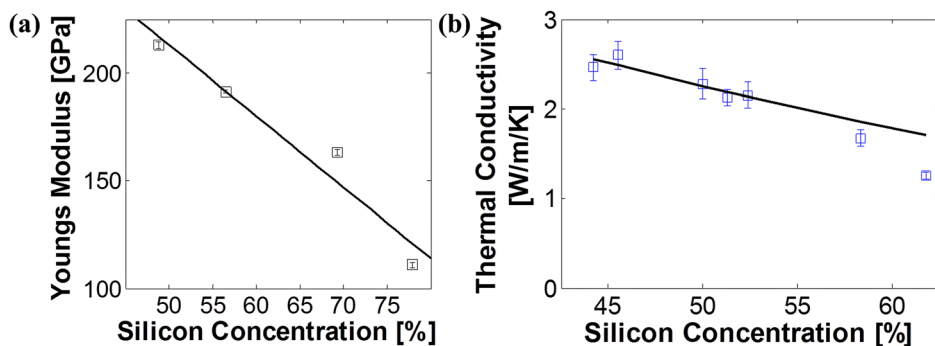 (a)
Youngs Modulus [GPa]
200
150
100
50 55 60 65 70 75
Silicon Concentration [%]
(b)
Thermal Conductivity
[W/m/K]
3
2
1
0
45 50 55 60
Silicon Concentration [%]